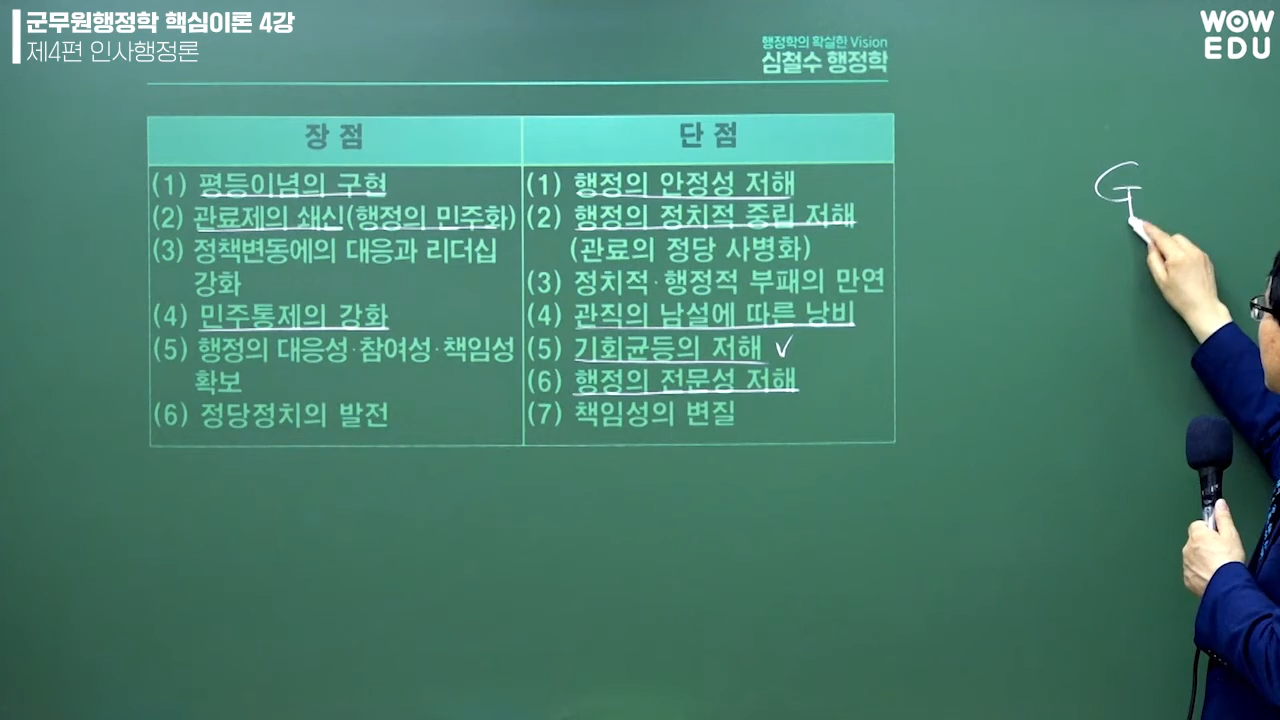 군무원행정학 핵심이론 4강
제4편 인사행정론
WOW
EDU
행정학의 확실한 Vision
심철수 행정학
장 점
(1) 평등이념의 구현
(2) 관료제의 쇄신(행정의 민주화)
(3) 정책변동에의 대응과 리더십
강화
(4) 민주통제의 강화
(5) 행정의 대응성·참여성·책임성
확보
(6) 정당정치의 발전
단 점
(1) 행정의 안정성 저해
(2) 행정의 정치적 중립 저해
(관료의 정당 사병화)
(3) 정치적·행정적 부패의 만연
(4) 관직의 남설에 따른 낭비
(5) 기회균등의 저해 ✓
(6) 행정의 전문성 저해
(7) 책임성의 변질
G